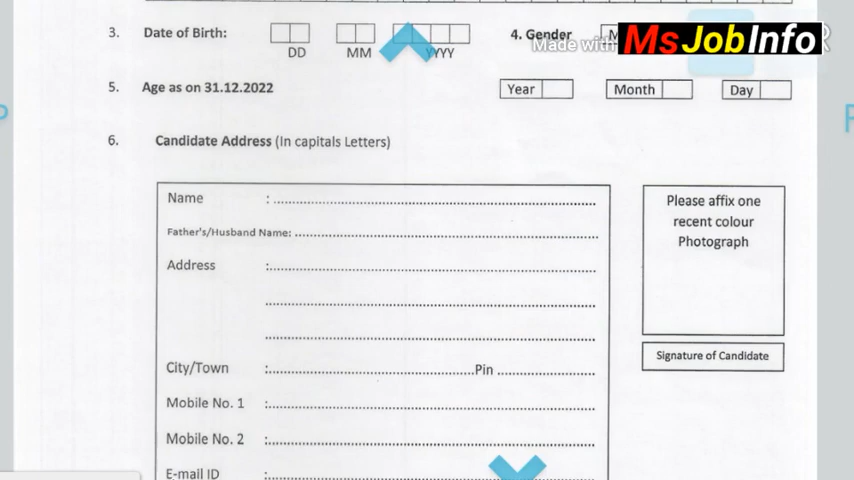 3. Date of Birth: 4. Gender
Made with
MsJobInfo
DD MM YYYY
5. Age as on 31.12.2022 Year Month Day
6. Candidate Address (In capitals Letters)
Name :
Father's/Husband Name:
Address :
City/Town : Pin
Mobile No. 1 :
Mobile No. 2 :
E-mail ID :
Please affix one
recent colour
Photograph
Signature of Candidate